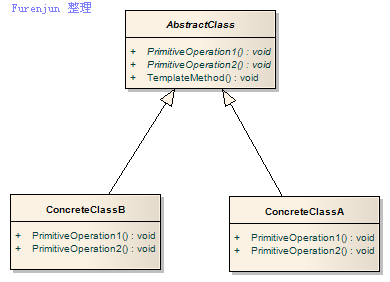 Furenjun 整理
AbstractClass
+ PrimitiveOperation1() : void
+ PrimitiveOperation2() : void
+ TemplateMethod() : void
ConcreteClassB
+ PrimitiveOperation1() : void
+ PrimitiveOperation2() : void
ConcreteClassA
+ PrimitiveOperation1() : void
+ PrimitiveOperation2() : void